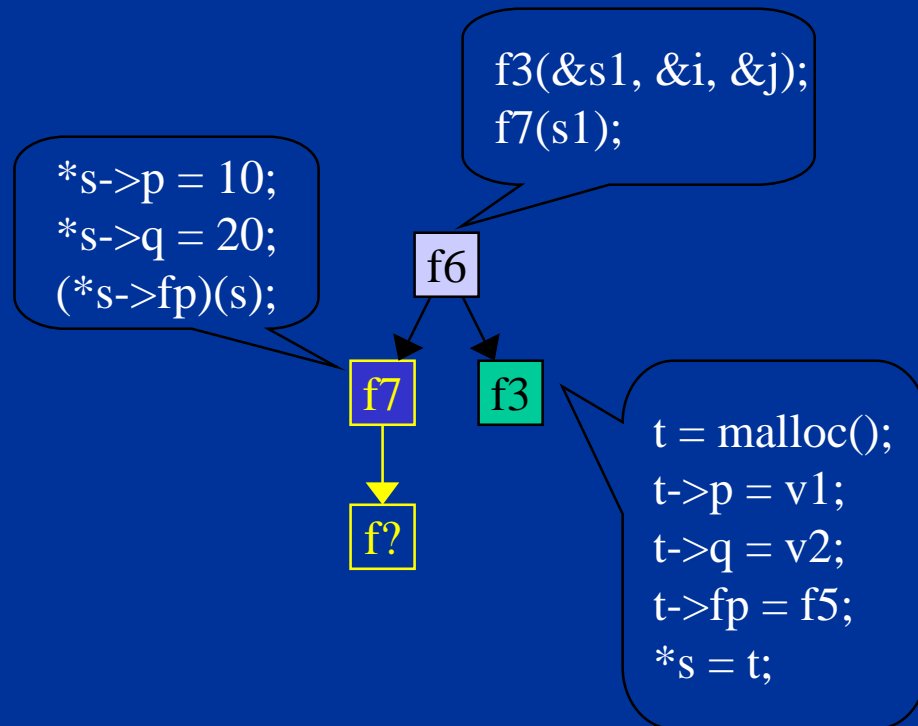 f3(&s1, &i, &j);
f7(s1);
*s->p = 10;
*s->q = 20;
(*s->fp)(s);
f6
f7
f3
f?
t = malloc();
t->p = v1;
t->q = v2;
t->fp = f5;
*s = t;